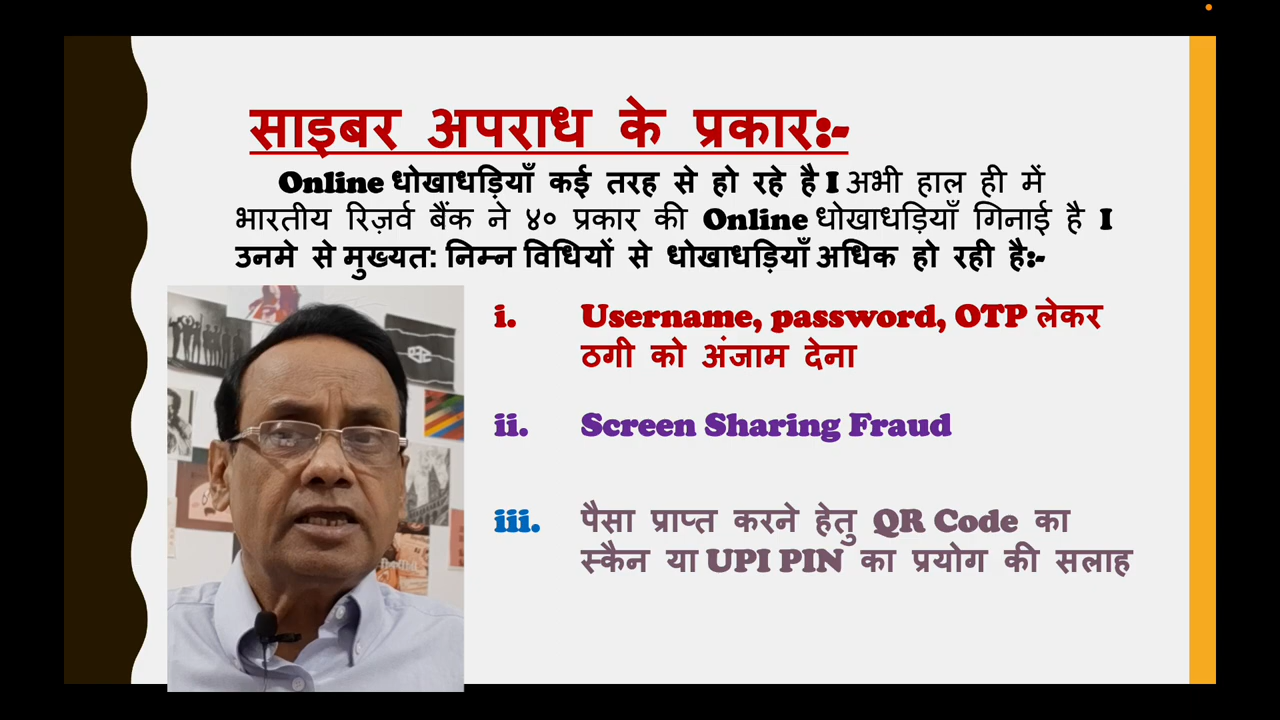 साइबर अपराध के प्रकार:-
Online धोखाधड़ियाँ कई तरह से हो रहे है I अभी हाल ही में
भारतीय रिज़र्व बैंक ने ४० प्रकार की Online धोखाधड़ियाँ गिनाई है I
उनमे से मुख्यत: निम्न विधियों से धोखाधड़ियाँ अधिक हो रही है:-
i. Username, password, OTP लेकर
ठगी को अंजाम देना
ii. Screen Sharing Fraud
iii. पैसा प्राप्त करने हेतु QR Code का
स्कैन या UPI PIN का प्रयोग की सलाह